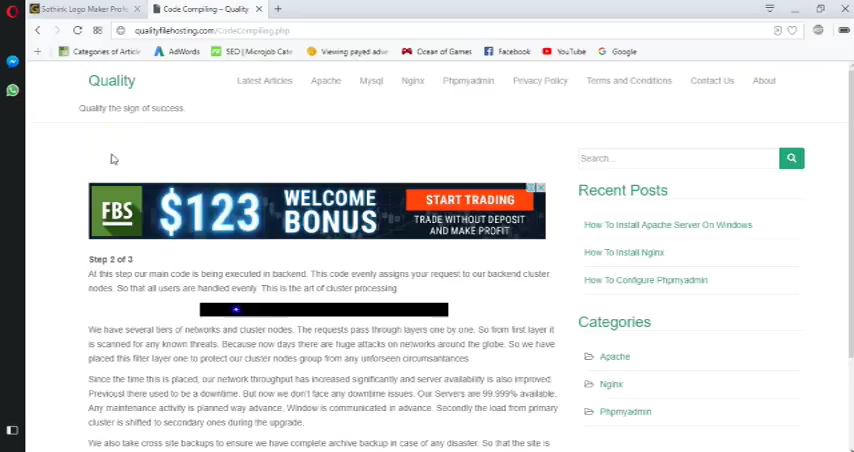 Sothink Logo Maker Profe
Code Compiling – Quality
qualityfilehosting.com/CodeCompiling.php
Categories of Article
AdWords
SEO | Microjob Cate
Viewing payed adve
Ocean of Games
Facebook
YouTube
Google
Quality
Latest Articles
Apache
Mysql
Nginx
Phpmyadmin
Privacy Policy
Terms and Conditions
Contact Us
About
Quality the sign of success.
FBS
$123
WELCOME
BONUS
START TRADING
TRADE WITHOUT DEPOSIT
AND MAKE PROFIT
Step 2 of 3
At this step our main code is being executed in backend. This code evenly assigns your request to our backend cluster
nodes. So that all users are handled evenly. This is the art of cluster processing.
We have several tiers of networks and cluster nodes. The requests pass through layers one by one. So from first layer it
is scanned for any known threats. Because now days there are huge attacks on networks around the globe. So we have
placed this filter layer one to protect our cluster nodes group from any unforseen circumsatances
Since the time this is placed, our network throughput has increased significantly and server availability is also improved.
Previousl there used to be a downtime. But now we don't face any downtime issues. Our Servers are 99.999% available.
Any maintenance activity is planned way advance, Window is communicated in advance. Secondly the load from primary
cluster is shifted to secondary ones during the upgrade.
We also take cross site backups to ensure we have complete archive backup in case of any disaster. So that the site is
Search...
Recent Posts
How To Install Apache Server On Windows
How To Install Nginx
How To Configure Phpmyadmin
Categories
Apache
Nginx
Phpmyadmin